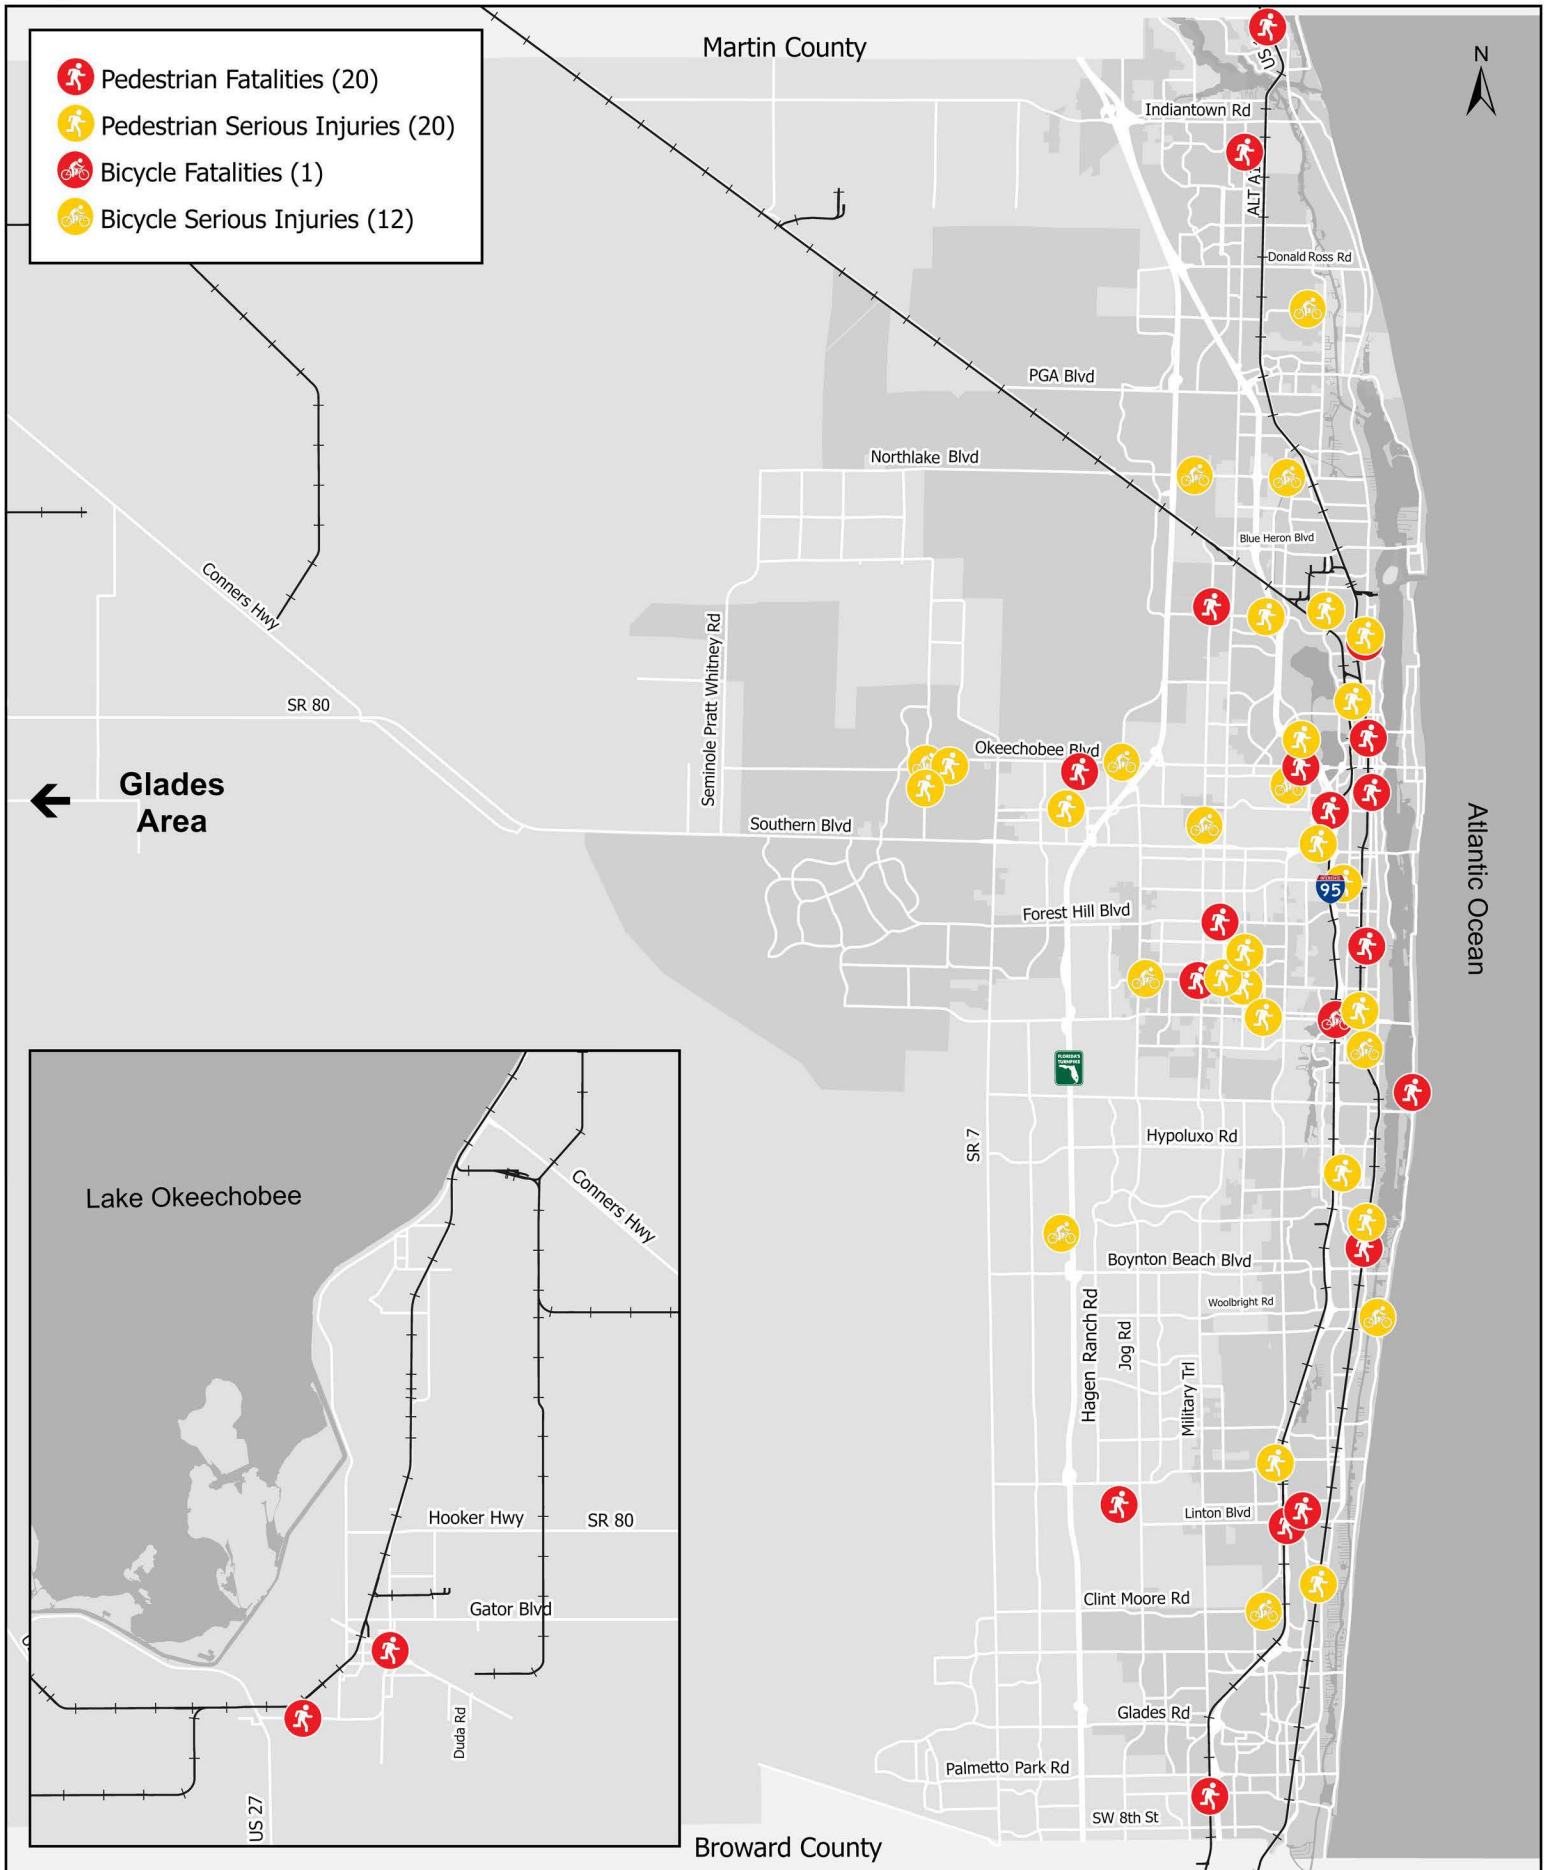 Martin County
N
Pedestrian Fatalities (20)
Pedestrian Serious Injuries (20)
Bicycle Fatalities (1)
Bicycle Serious Injuries (12)
US
Indiantown Rd
ALT A1
Donald Ross Rd
PGA Blvd
Northlake Blvd
Blue Heron Blvd
Conners Hwy
Seminole Pratt Whitney Rd
SR 80
Okeechobee Blvd
Glades
Area
Southern Blvd
Atlantic Ocean
INTERSTATE
95
Forest Hill Blvd
FLORIDA'S
TURNPIKE
SR 7
Hypoluxo Rd
Lake Okeechobee
Conners Hwy
Boynton Beach Blvd
Woolbright Rd
Hagen Ranch Rd
Jog Rd
Military Trl
Hooker Hwy
SR 80
Linton Blvd
Gator Blvd
Clint Moore Rd
Duda Rd
Glades Rd
Palmetto Park Rd
US 27
SW 8th St
Broward County